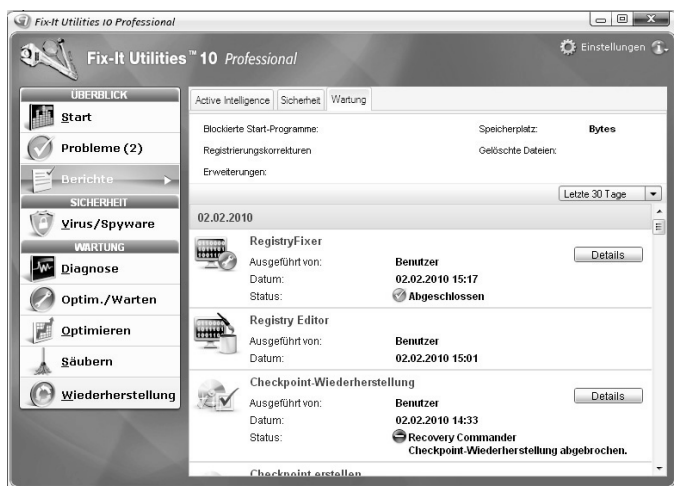 Fix-It Utilities 10 Professional
Fix-It Utilities™ 10 Professional
Einstellungen
ÜBERBLICK
Start
Probleme (2)
Berichte
SICHERHEIT
Virus/Spyware
WARTUNG
Diagnose
Optim./Warten
Optimieren
Säubern
Wiederherstellung
Active Intelligence Sicherheit Wartung
Blockierte Start-Programme:
Speicherplatz: Bytes
Registrierungskorrekturen
Gelöschte Dateien:
Erweiterungen:
Letzte 30 Tage
02.02.2010
RegistryFixer
Details
Ausgeführt von: Benutzer
Datum: 02.02.2010 15:17
Status: Abgeschlossen
Registry Editor
Ausgeführt von: Benutzer
Datum: 02.02.2010 15:01
Checkpoint-Wiederherstellung
Details
Ausgeführt von: Benutzer
Datum: 02.02.2010 14:33
Status: Recovery Commander
Checkpoint-Wiederherstellung abgebrochen.
Checkpoint erstellen